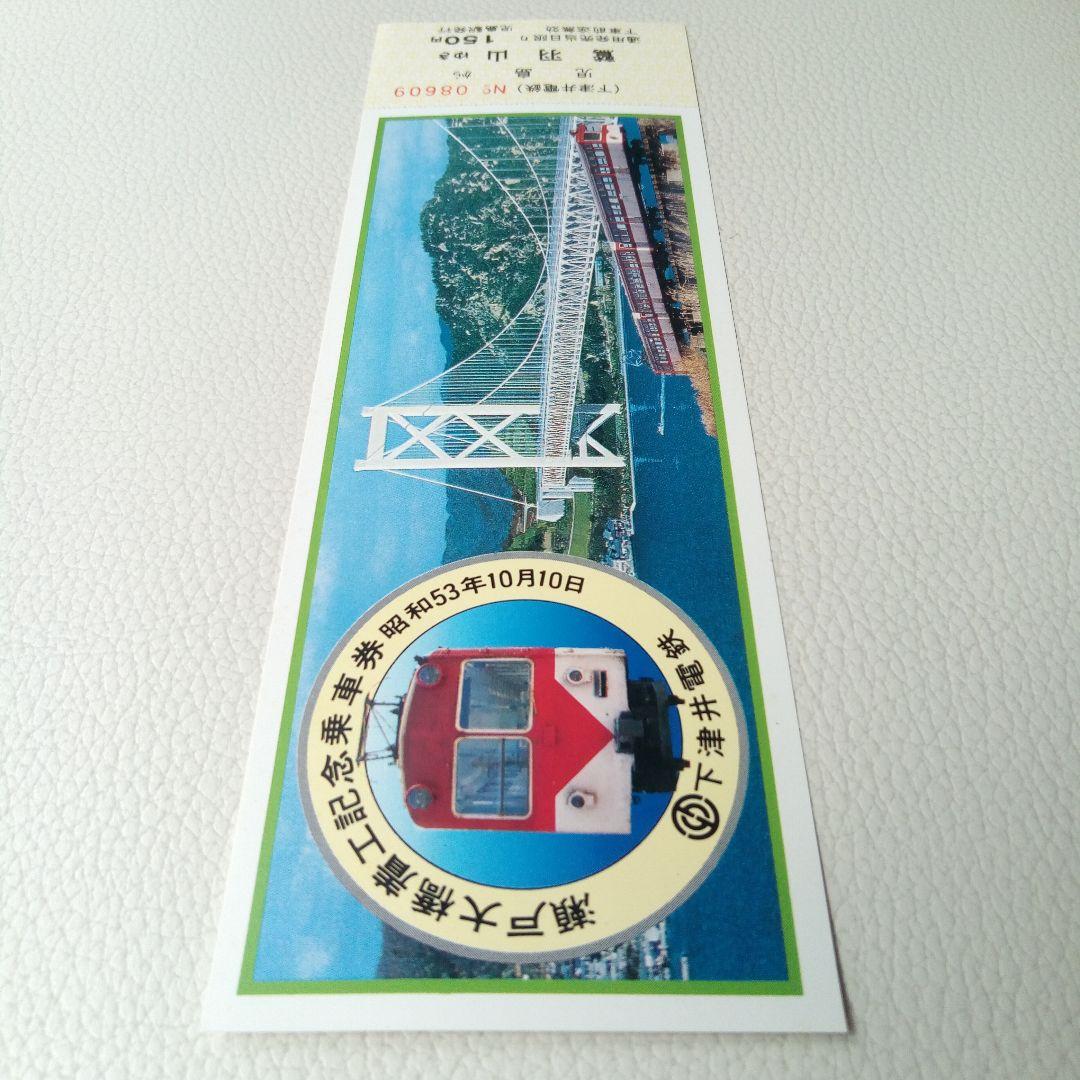 (下津井電鉄) № 08609
児島から
鷲羽山ゆき
150円
通用発売当日限り
下車前途無効
児島駅発行
瀬戸大橋着工記念乗車券 昭和53年10月10日
下津井電鉄